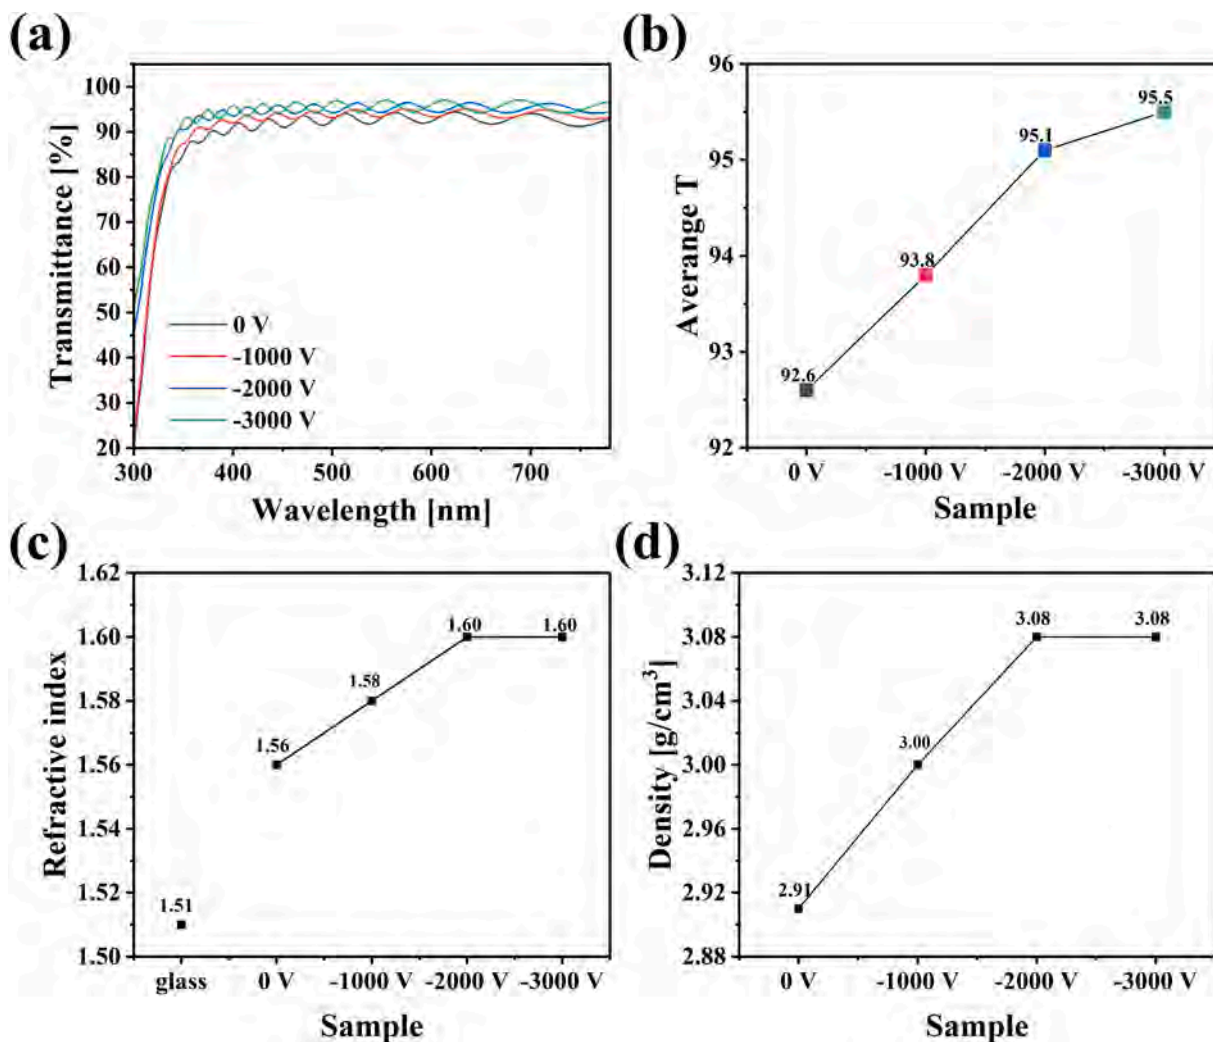 (a)
100
90
80
70
60
50
40
30
20
Transmittance [%]
0 V
-1000 V
-2000 V
-3000 V
300
400
500
600
700
Wavelength [nm]
(b)
96
95
94
93
92
Averange T
92.6
93.8
95.1
95.5
0 V
-1000 V
-2000 V
-3000 V
Sample
(c)
1.62
1.60
1.58
1.56
1.54
1.52
1.50
Refractive index
1.51
1.56
1.58
1.60
1.60
glass
0 V
-1000 V
-2000 V
-3000 V
Sample
(d)
3.12
3.08
3.04
3.00
2.96
2.92
2.88
Density [g/cm³]
2.91
3.00
3.08
3.08
0 V
-1000 V
-2000 V
-3000 V
Sample